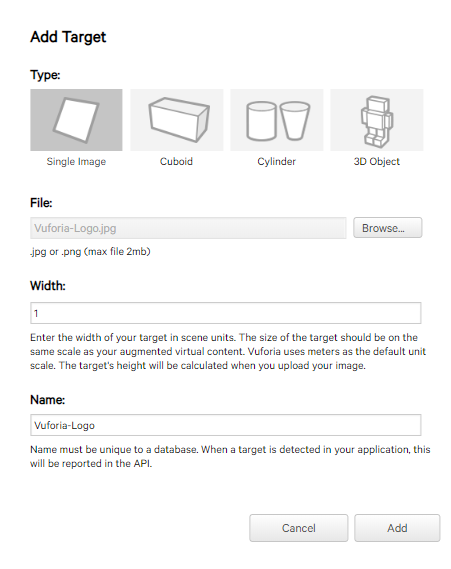 Add Target
Type:
Single Image
Cuboid
Cylinder
3D Object
File:
Vuforia-Logo.jpg
Browse...
.jpg or .png (max file 2mb)
Width:
1
Enter the width of your target in scene units. The size of the target should be on the
same scale as your augmented virtual content. Vuforia uses meters as the default unit
scale. The target's height will be calculated when you upload your image.
Name:
Vuforia-Logo
Name must be unique to a database. When a target is detected in your application, this
will be reported in the API.
Cancel
Add